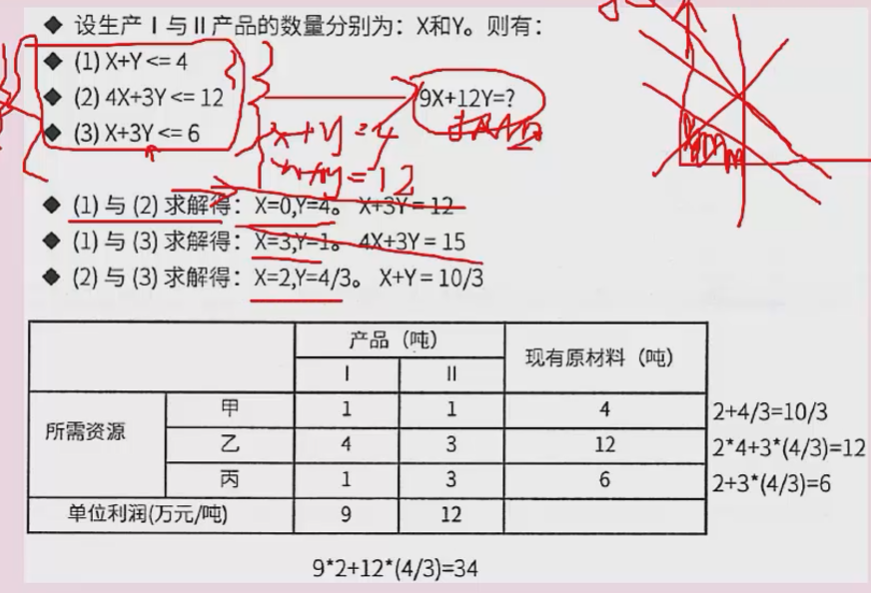 ◆ 设生产Ⅰ与Ⅱ产品的数量分别为：X和Y。则有：
◆ (1) X+Y <= 4
◆ (2) 4X+3Y <= 12
◆ (3) X+3Y <= 6
9X+12Y=?
x+y=4
=12
◆ (1) 与 (2) 求解得：X=0,Y=4。 X+3Y = 12
◆ (1) 与 (3) 求解得：X=3,Y=1。 4X+3Y = 15
◆ (2) 与 (3) 求解得：X=2,Y=4/3。 X+Y = 10/3
产品（吨） 现有原材料（吨）
Ⅰ Ⅱ
所需资源 甲 1 1 4 2+4/3=10/3
乙 4 3 12 2*4+3*(4/3)=12
丙 1 3 6 2+3*(4/3)=6
单位利润(万元/吨) 9 12
9*2+12*(4/3)=34